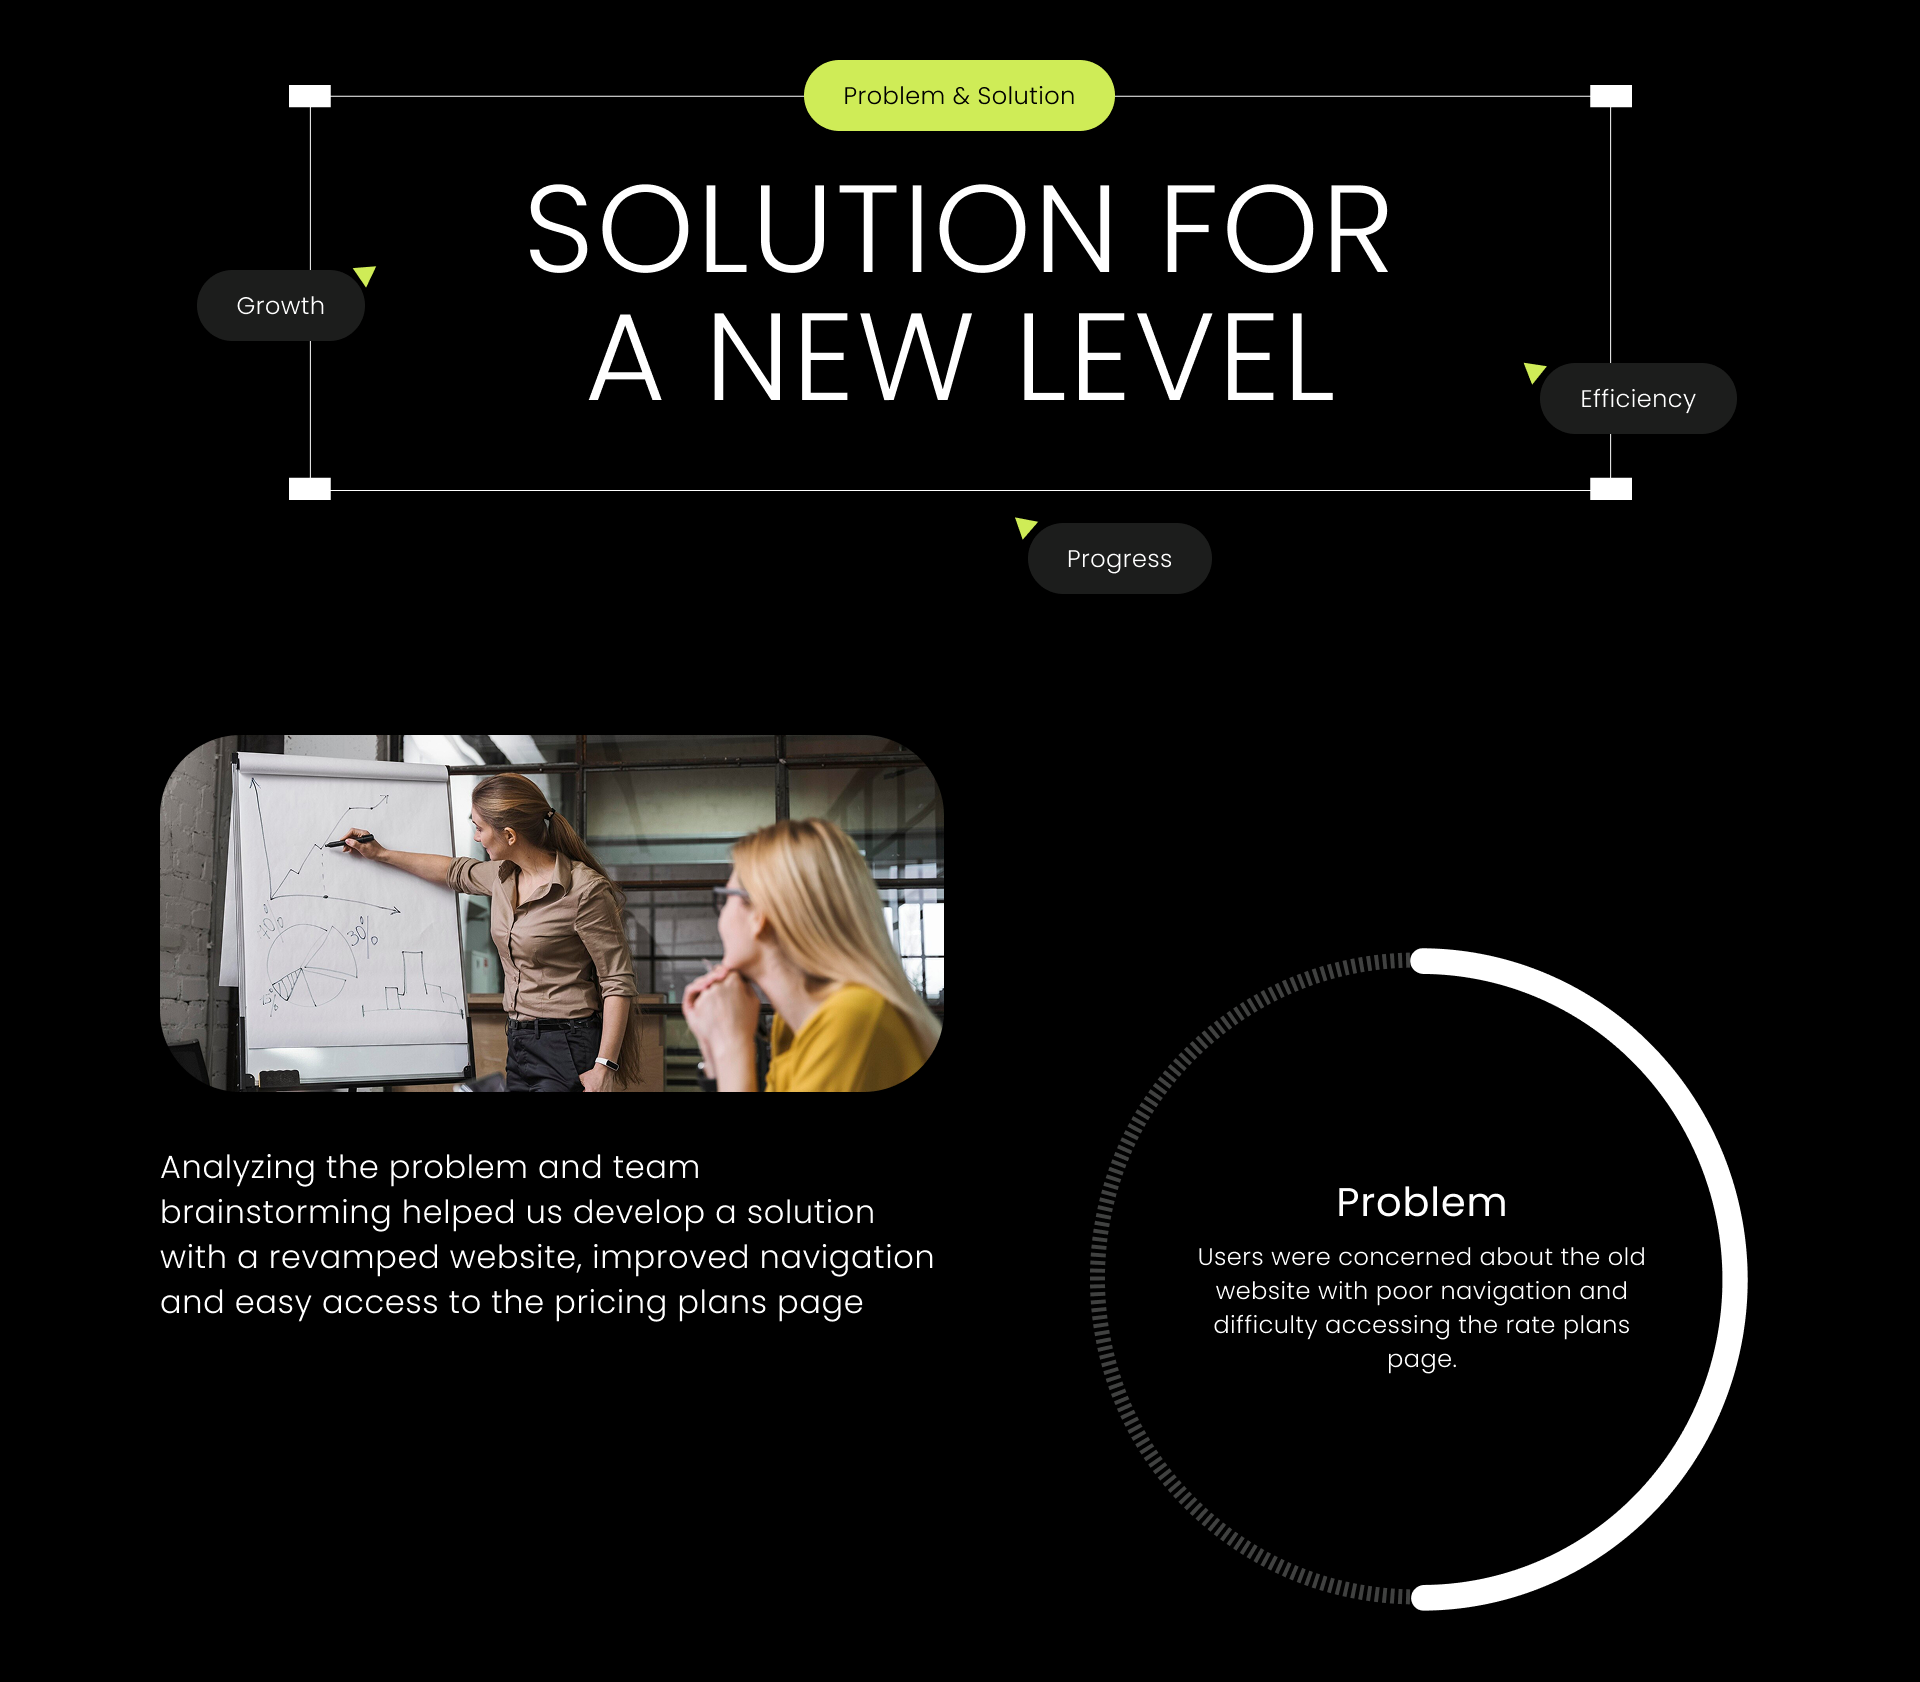 Problem & Solution
SOLUTION FOR
A NEW LEVEL
Growth
Efficiency
Progress
70%
30%
Analyzing the problem and team
brainstorming helped us develop a solution
with a revamped website, improved navigation
and easy access to the pricing plans page
Problem
Users were concerned about the old
website with poor navigation and
difficulty accessing the rate plans
page.